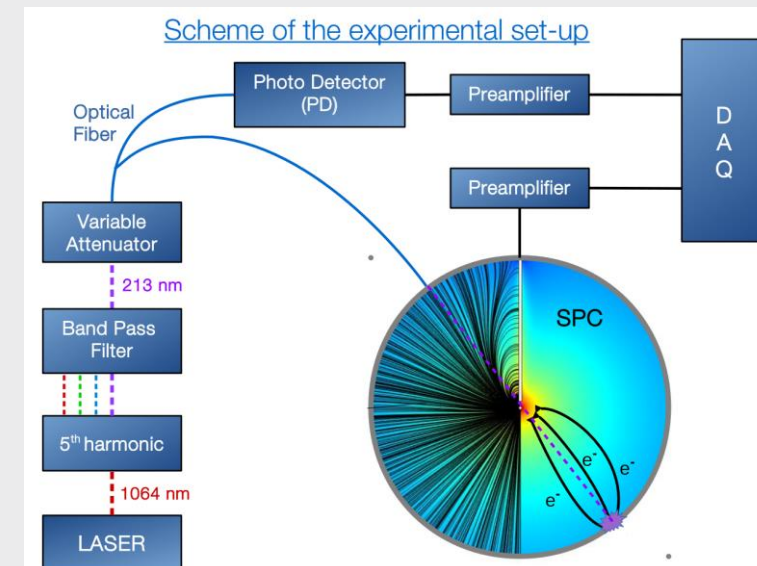 Scheme of the experimental set-up
Photo Detector
(PD)
Preamplifier
D
A
Q
Optical
Fiber
Preamplifier
Variable
Attenuator
213 nm
SPC
Band Pass
Filter
5th harmonic
e-
e-
e-
1064 nm
LASER